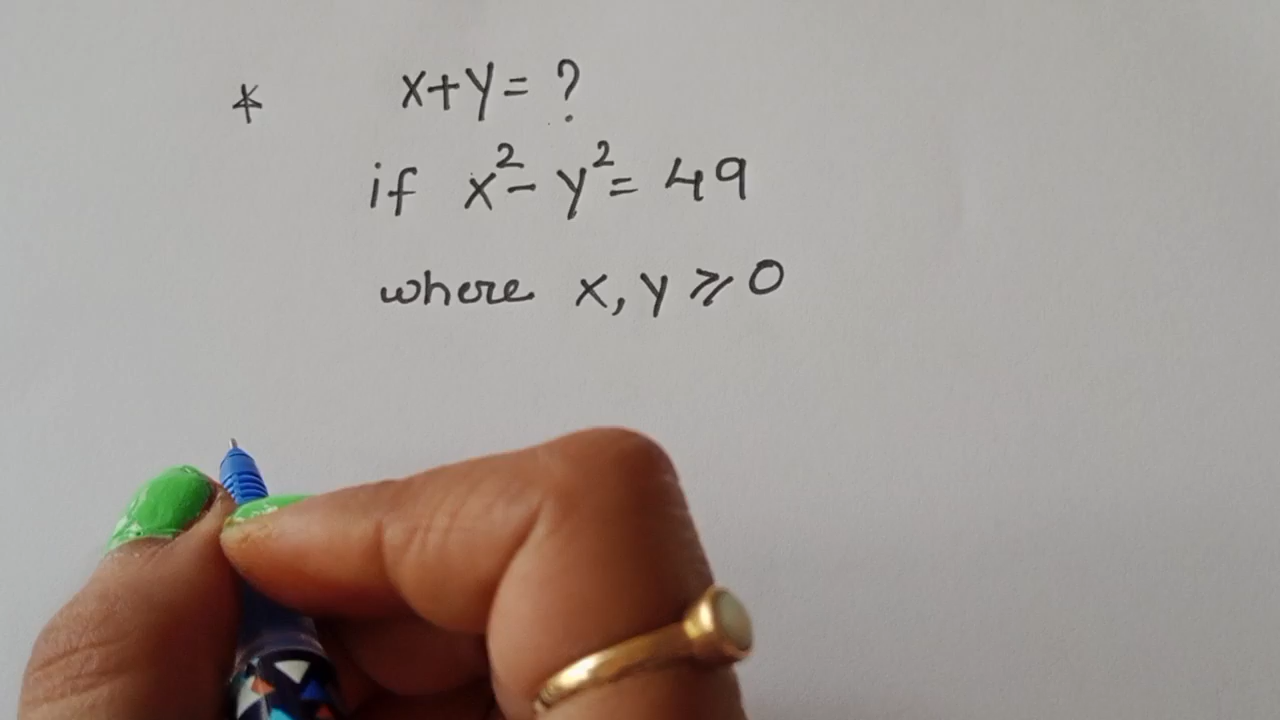 * x+y= ?
if x²- y²= 49
where x, y ⩾ 0